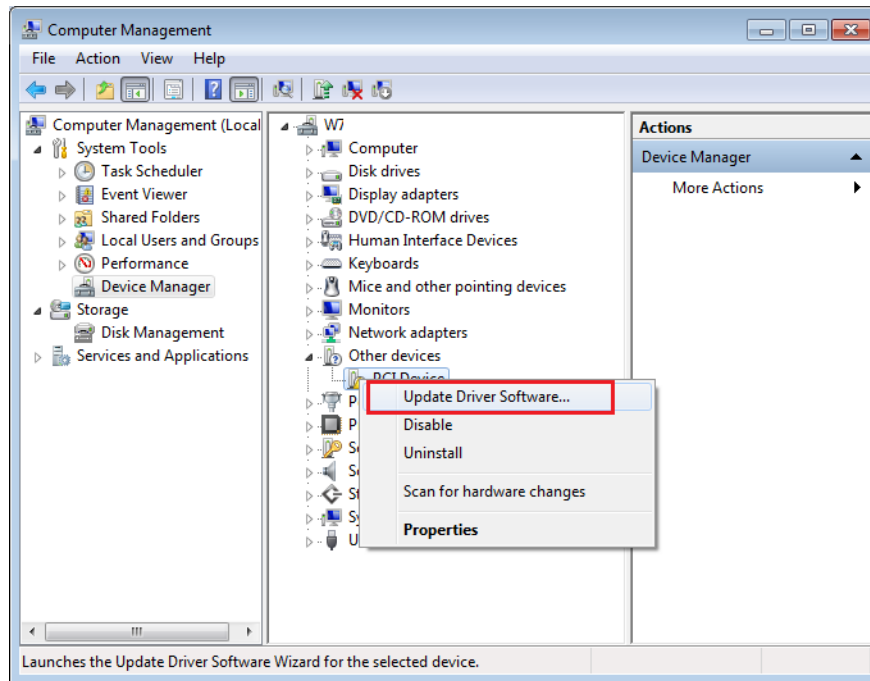 Computer Management
File Action View Help
Computer Management (Local
System Tools
Task Scheduler
Event Viewer
Shared Folders
Local Users and Groups
Performance
Device Manager
Storage
Disk Management
Services and Applications
W7
Computer
Disk drives
Display adapters
DVD/CD-ROM drives
Human Interface Devices
Keyboards
Mice and other pointing devices
Monitors
Network adapters
Other devices
PCI Device
P
P
S
S
S
Sy
U
Update Driver Software...
Disable
Uninstall
Scan for hardware changes
Properties
Actions
Device Manager
More Actions
Launches the Update Driver Software Wizard for the selected device.